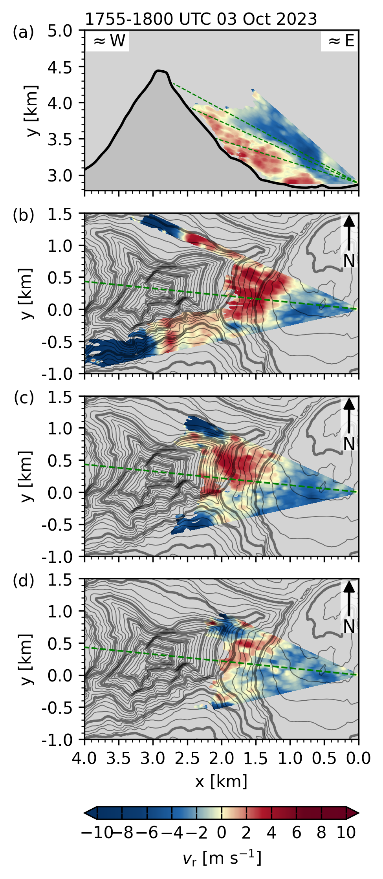 1755-1800 UTC 03 Oct 2023
(a)
≈ W ≈ E
5.0
4.5
4.0
3.5
3.0
y [km]
(b)
1.5
1.0
0.5
0.0
-0.5
-1.0
y [km]
N
(c)
1.5
1.0
0.5
0.0
-0.5
-1.0
y [km]
N
(d)
1.5
1.0
0.5
0.0
-0.5
-1.0
y [km]
N
4.0 3.5 3.0 2.5 2.0 1.5 1.0 0.5 0.0
x [km]
−10−8 −6 −4 −2 0 2 4 6 8 10
vr [m s⁻¹]